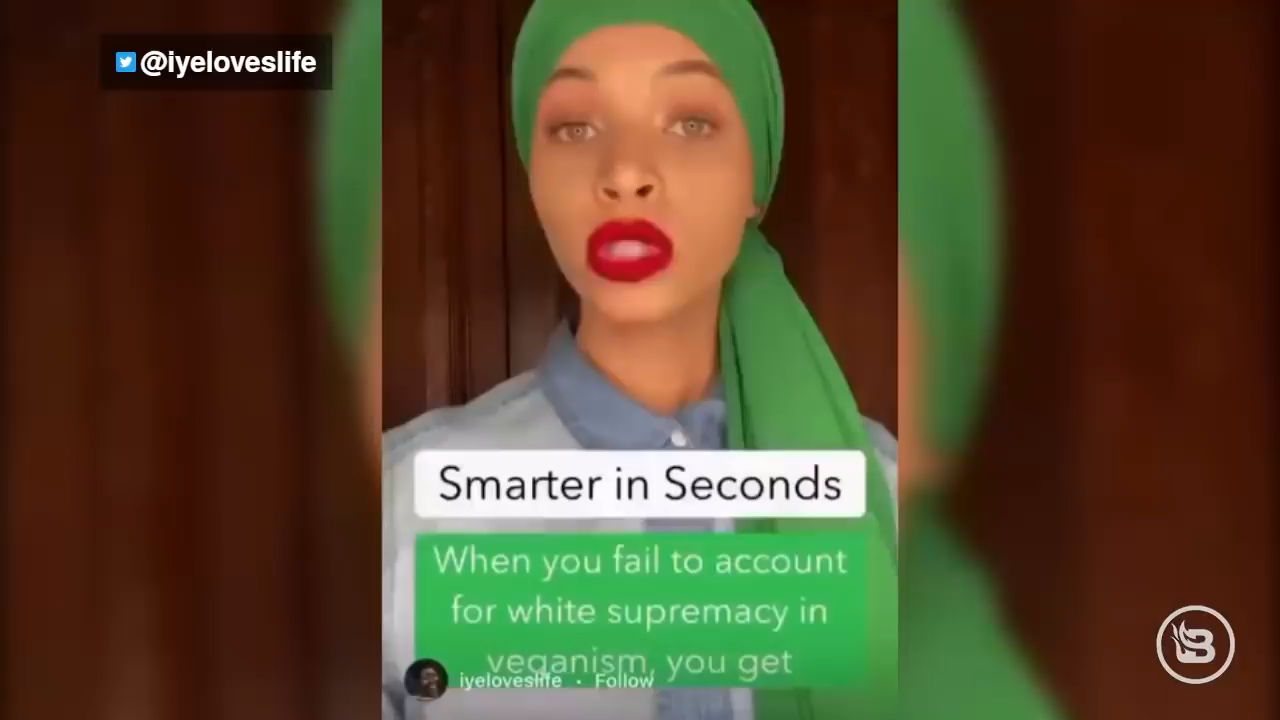 @iyeloveslife
Smarter in Seconds
When you fail to account
for white supremacy in
veganism, you get
iyeloveslife · Follow
B